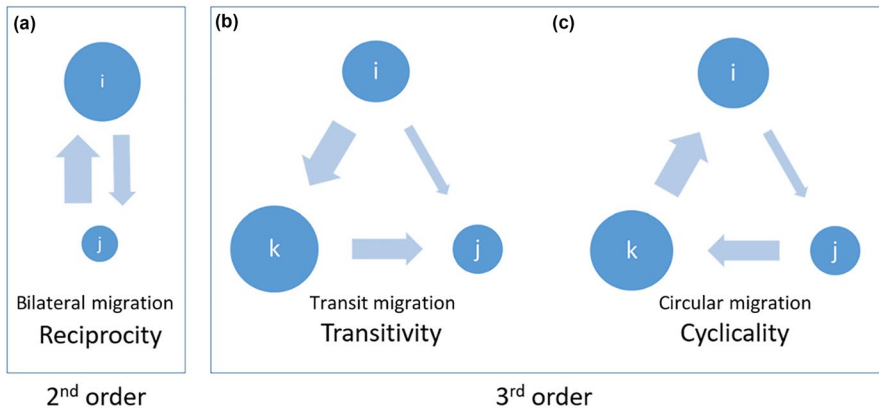 (a)
i
j
Bilateral migration
Reciprocity
2nd order
(b)
i
k
j
Transit migration
Transitivity
(c)
i
k
j
Circular migration
Cyclicality
3rd order